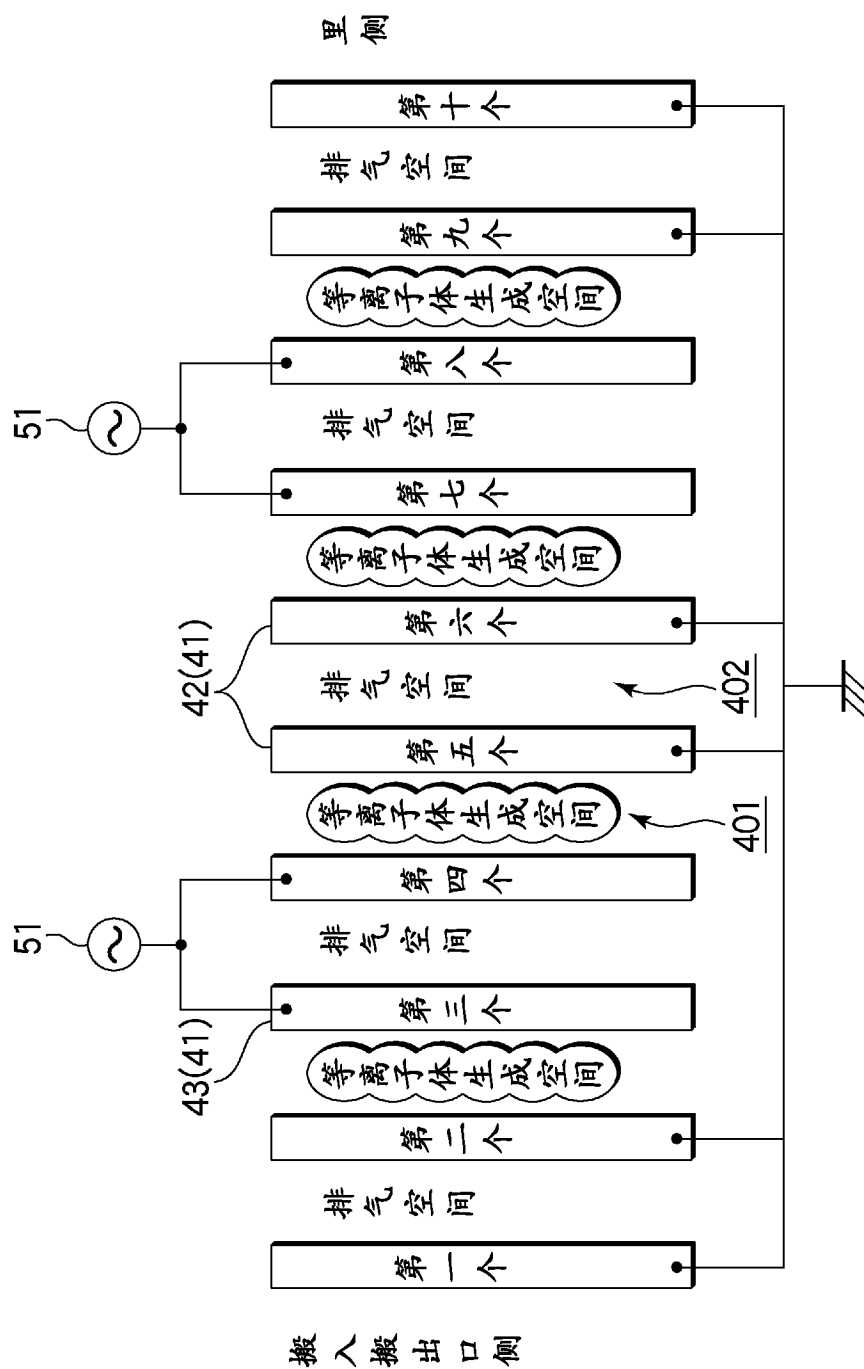 搬入搬出口侧
第一个
排气空间
第二个
等离子体生成空间
第三个
43(41)
51
排气空间
第四个
等离子体生成空间
401
第五个
42(41)
排气空间
402
第六个
等离子体生成空间
第七个
51
排气空间
第八个
等离子体生成空间
第九个
排气空间
第十个
里侧